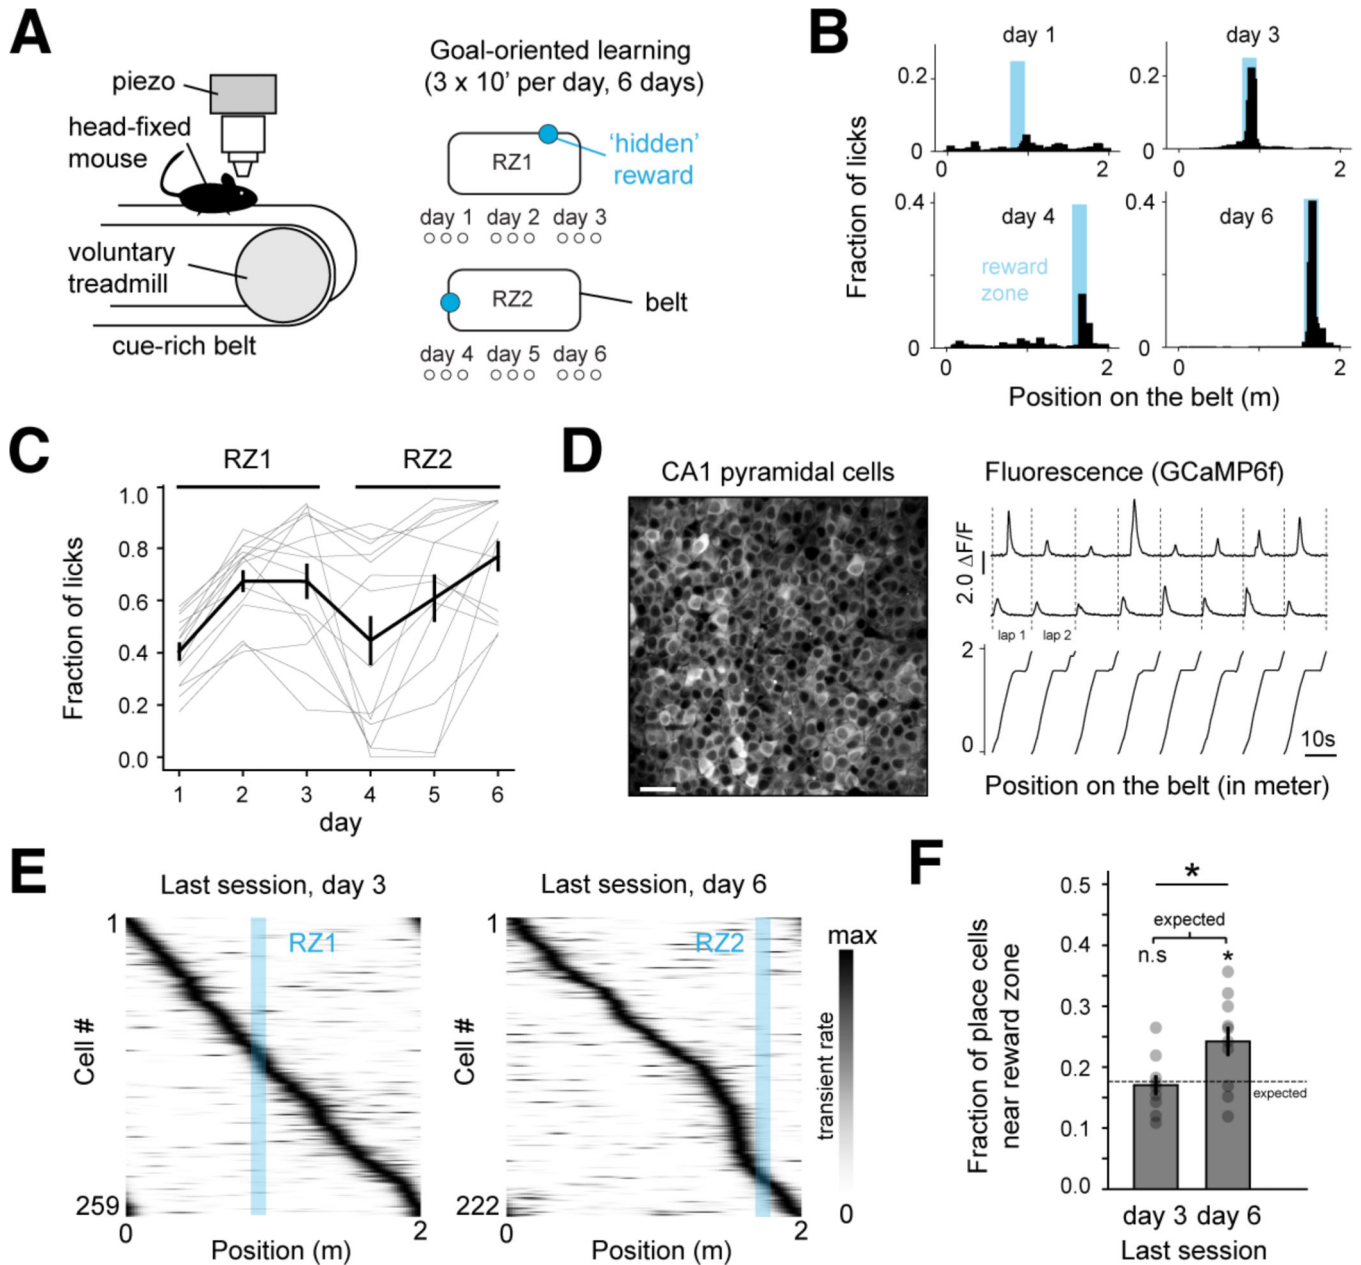 A
piezo
head-fixed
mouse
voluntary
treadmill
cue-rich belt
Goal-oriented learning
(3 x 10’ per day, 6 days)
RZ1
‘hidden’
reward
day 1 day 2 day 3
RZ2
belt
day 4 day 5 day 6
B
Fraction of licks
day 1
0.2
0
0 2
day 3
0.2
0
0 2
day 4
reward
zone
0.4
0
0 2
day 6
0.4
0
0 2
Position on the belt (m)
C
RZ1 RZ2
Fraction of licks
1.0
0.8
0.6
0.4
0.2
0.0
1 2 3 4 5 6
day
D
CA1 pyramidal cells
Fluorescence (GCaMP6f)
2.0 ΔF/F
lap 1 lap 2
2
0
10s
Position on the belt (in meter)
E
Last session, day 3
Cell #
1
259
RZ1
0 2
Position (m)
Last session, day 6
Cell #
1
222
RZ2
0 2
Position (m)
max
transient rate
0
F
Fraction of place cells
near reward zone
0.5
0.4
0.3
0.2
0.1
0.0
*
expected
n.s *
expected
day 3 day 6
Last session